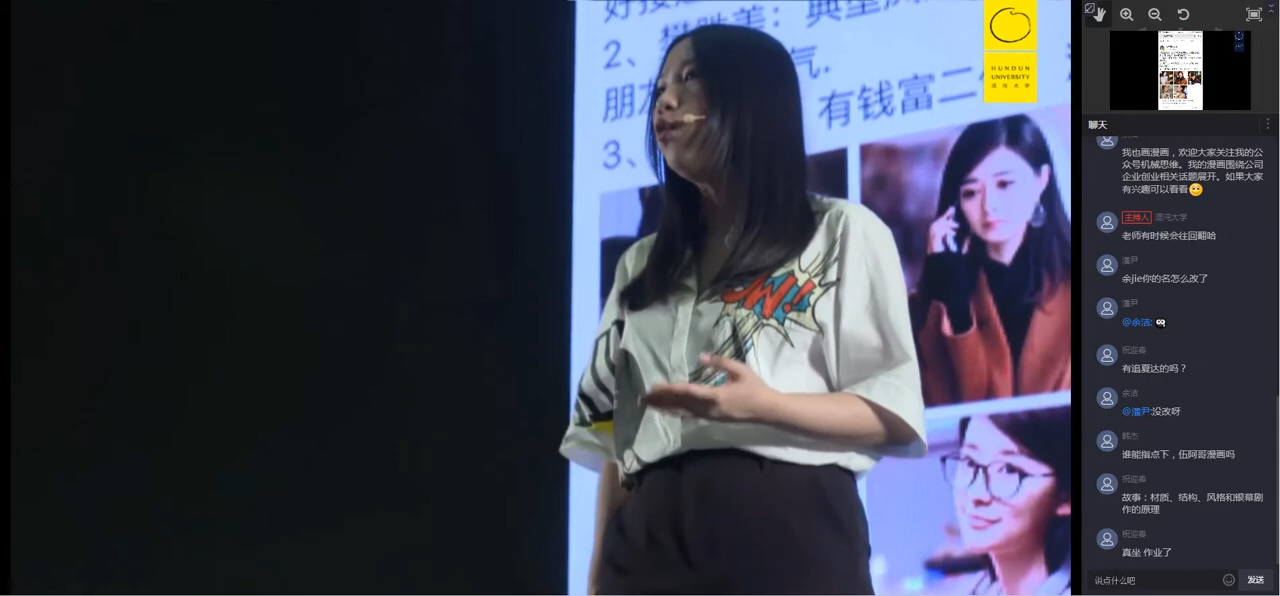 2、樊胜美：典型
气.
朋
有钱富二
3、
HUNDUN
UNIVERSITY
混沌大学
聊天
我也画漫画，欢迎大家关注我的公
众号机械思维。我的漫画围绕公司
企业创业相关话题展开。如果大家
有兴趣可以看看
主持人 混沌大学
老师有时候会往回翻哈
潘尹
余jie你的名怎么改了
潘尹
@余洁:
祝迎春
有追夏达的吗？
余洁
@潘尹:没改呀
韩杰
谁能指点下，伍阿哥漫画吗
祝迎春
故事：材质、结构、风格和银幕剧
作的原理
祝迎春
真坐 作业了
说点什么吧
发送